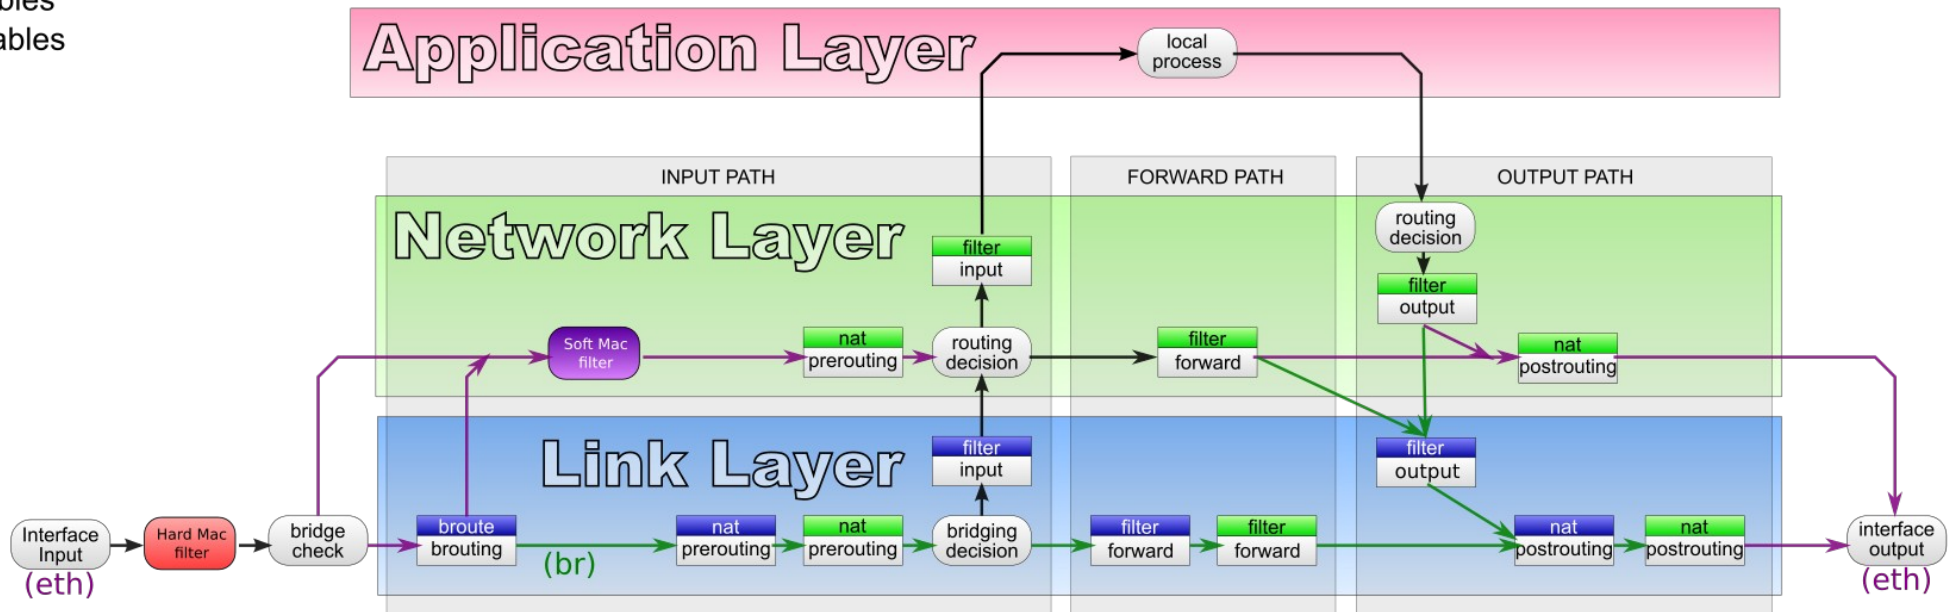 bles
ables
Application Layer
local
process
INPUT PATH
FORWARD PATH
OUTPUT PATH
Network Layer
filter
input
routing
decision
filter
output
Soft Mac
filter
nat
prerouting
routing
decision
filter
forward
nat
postrouting
Link Layer
filter
input
filter
output
Interface
Input
(eth)
Hard Mac
filter
bridge
check
broute
brouting
(br)
nat
prerouting
nat
prerouting
bridging
decision
filter
forward
filter
forward
nat
postrouting
nat
postrouting
interface
output
(eth)